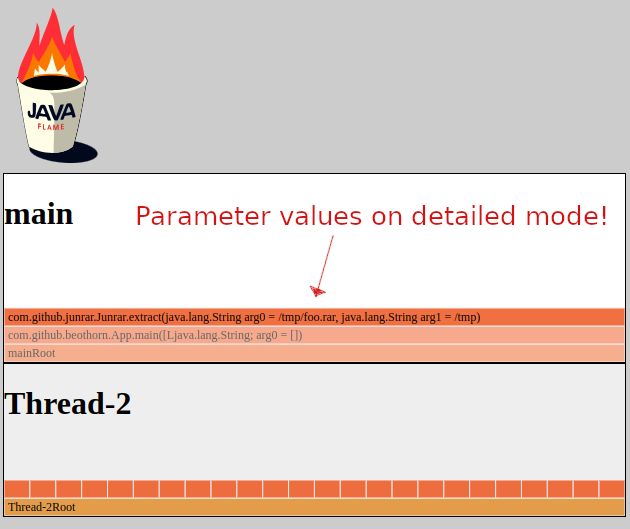 JAVA
FLAME
main
Parameter values on detailed mode!
com.github.junrar.Junrar.extract(java.lang.String arg0 = /tmp/foo.rar, java.lang.String arg1 = /tmp)
com.github.beothorn.App.main([Ljava.lang.String; arg0 = [])
mainRoot
Thread-2
Thread-2Root